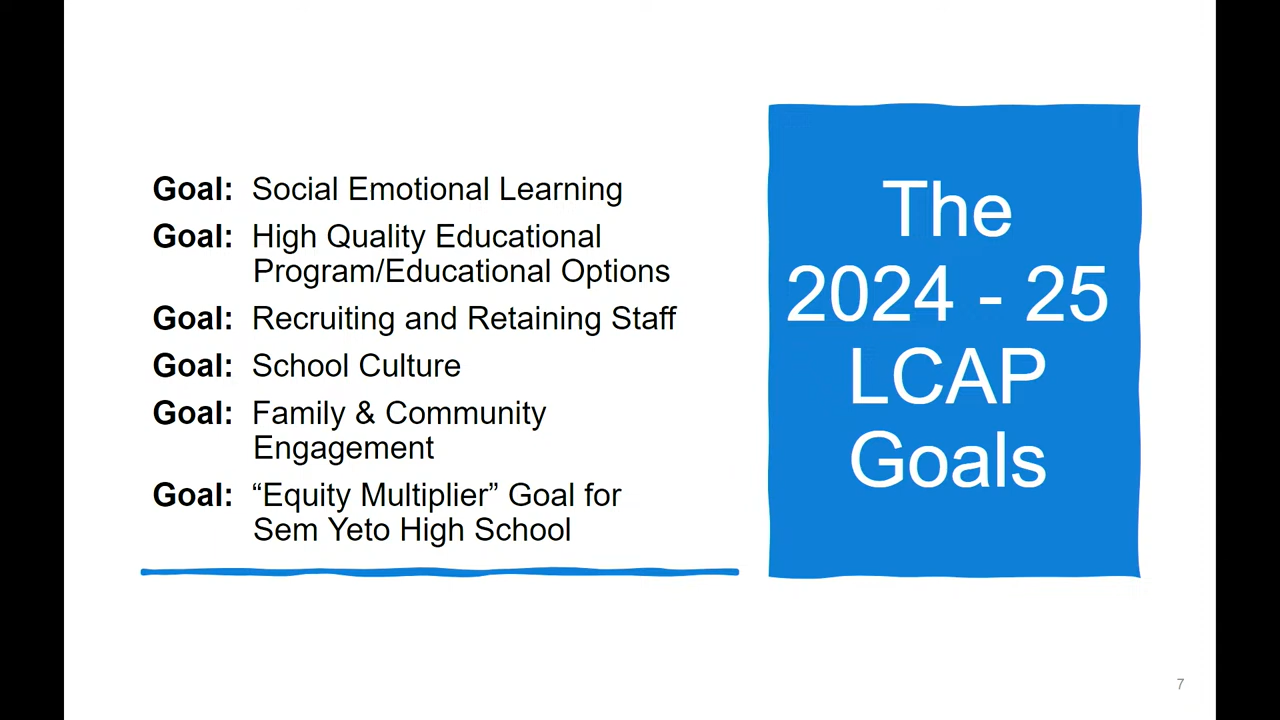 Goal: Social Emotional Learning
Goal: High Quality Educational
Program/Educational Options
Goal: Recruiting and Retaining Staff
Goal: School Culture
Goal: Family & Community
Engagement
Goal: “Equity Multiplier” Goal for
Sem Yeto High School
The
2024 - 25
LCAP
Goals
7